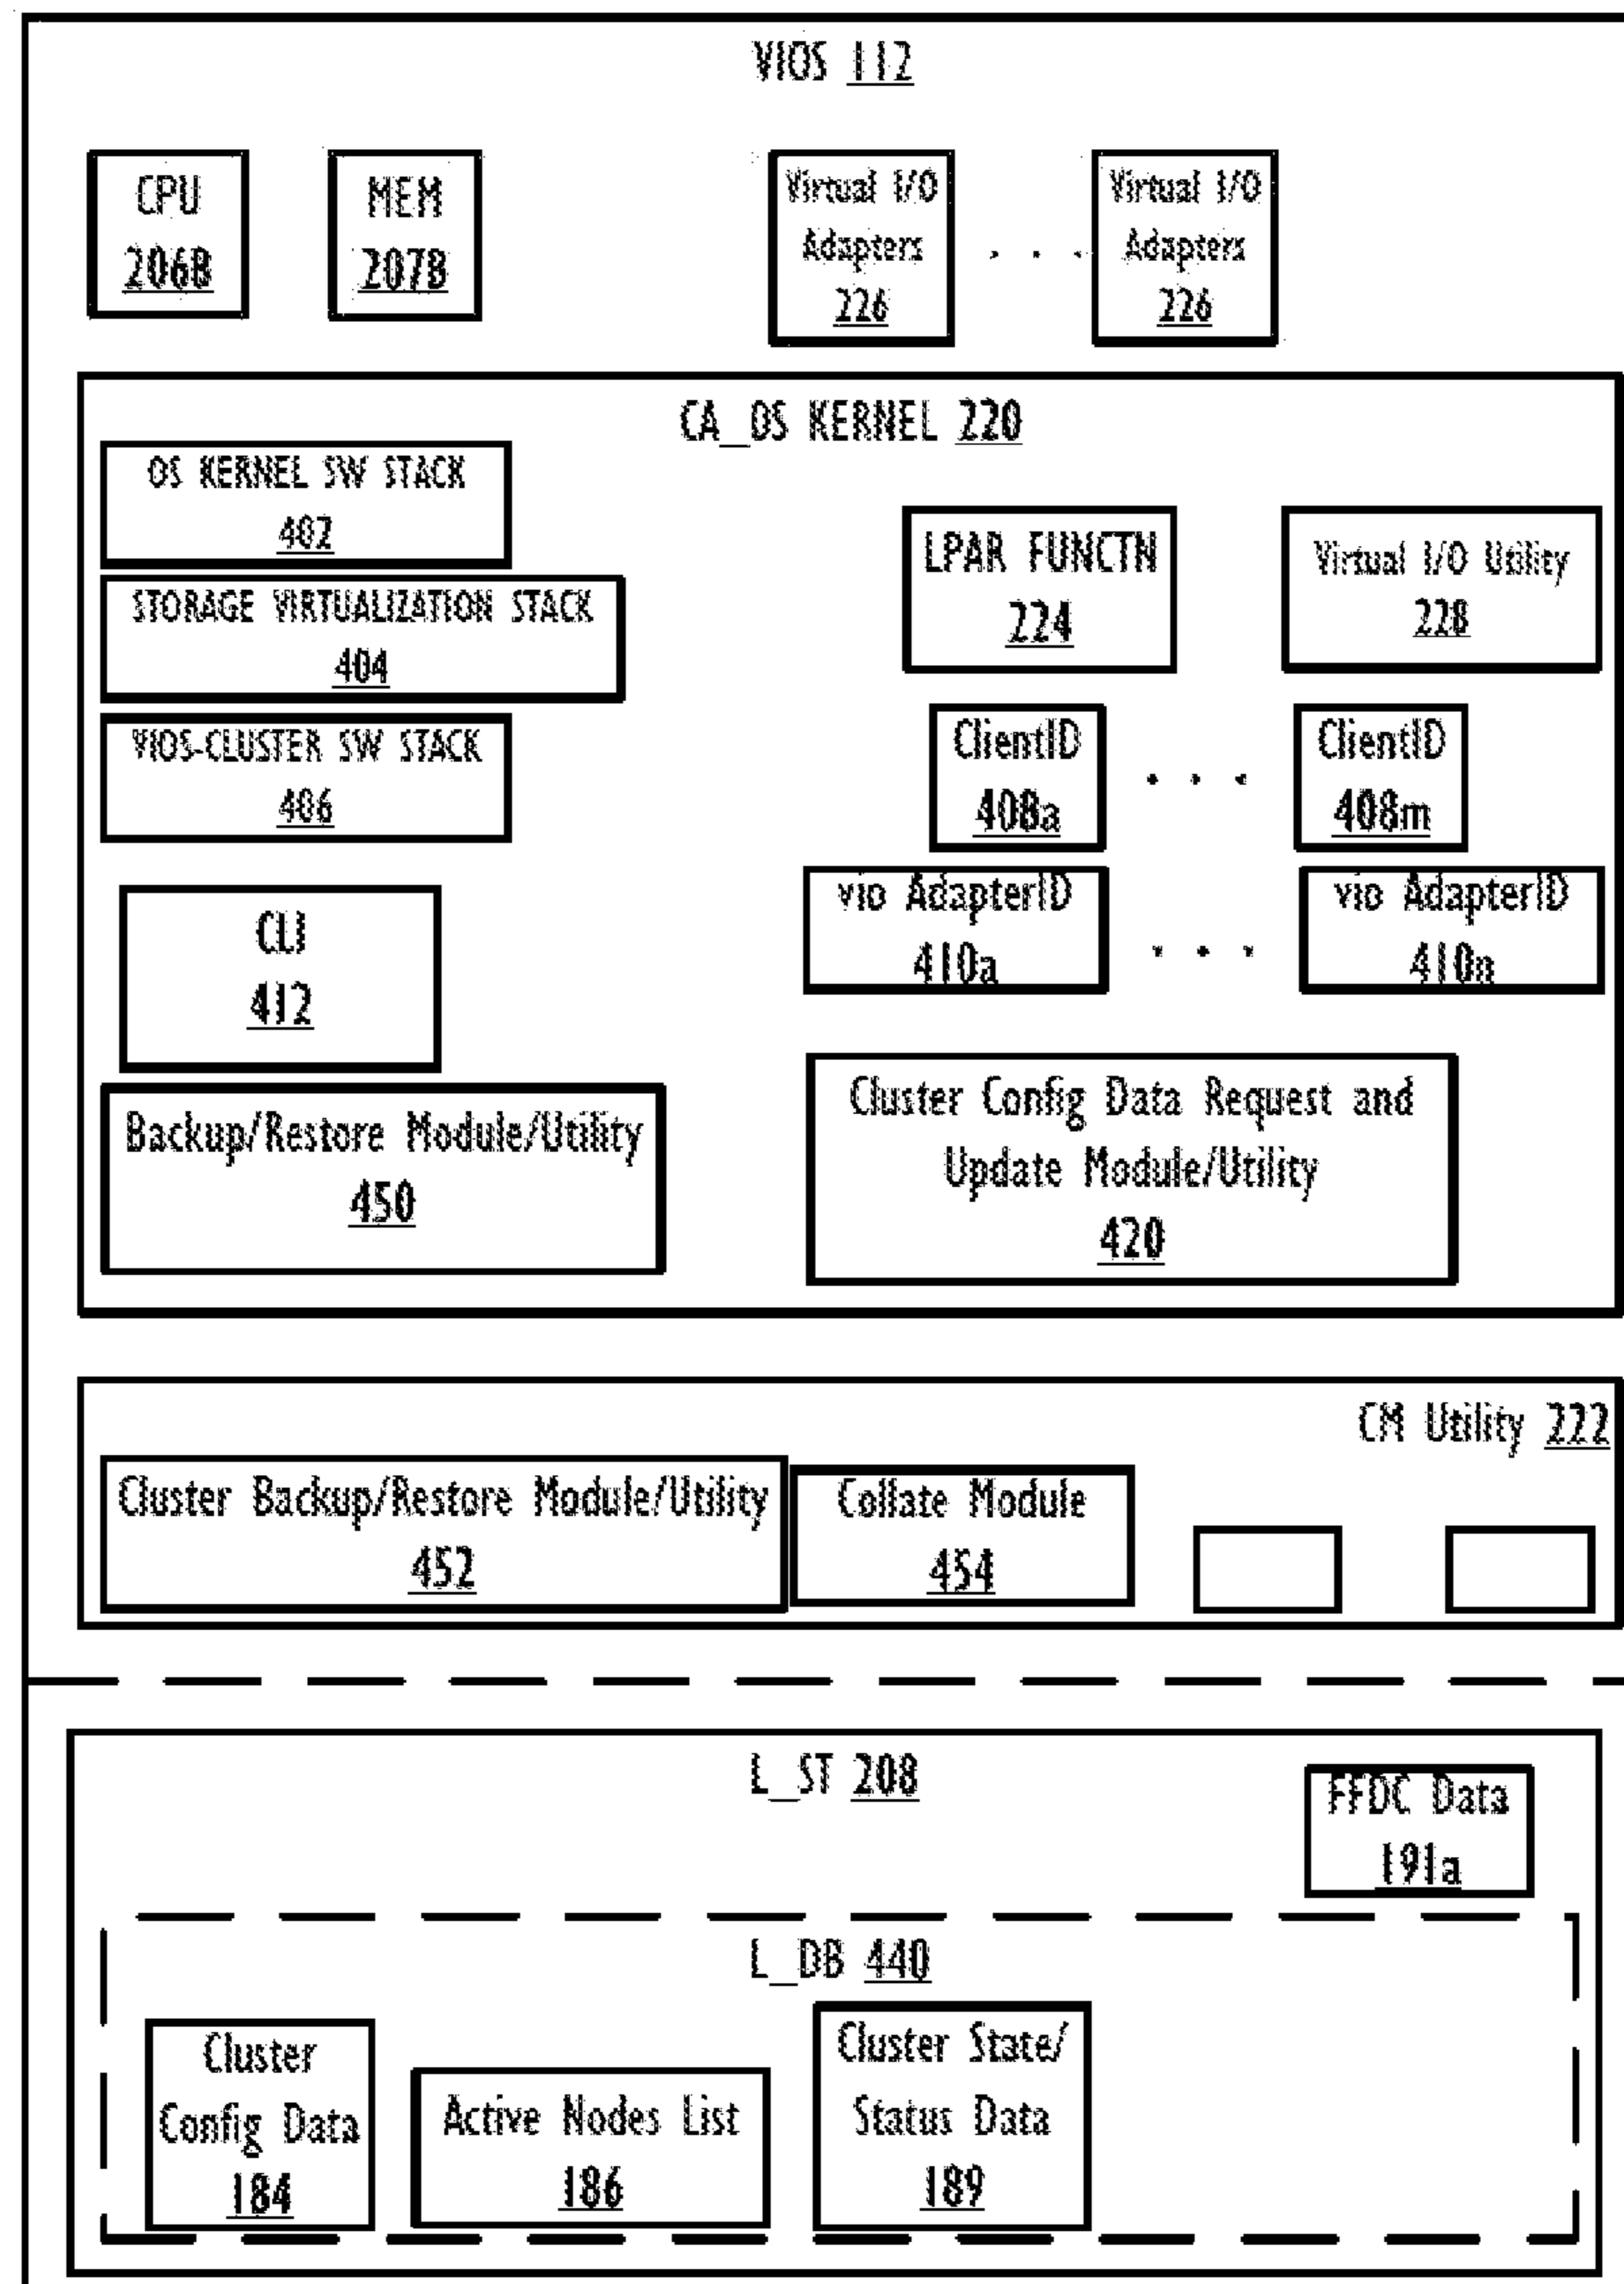 VIOS 112
CPU
206B
MEM
207B
Virtual I/O
Adapters
226
. . .
Virtual I/O
Adapters
226
CA_OS KERNEL 220
OS KERNEL SW STACK
402
STORAGE VIRTUALIZATION STACK
404
VIOS-CLUSTER SW STACK
406
LPAR FUNCTN
224
Virtual I/O Utility
228
ClientID
408a
. . .
ClientID
408m
vio AdapterID
410a
. . .
vio AdapterID
410n
CLI
412
Backup/Restore Module/Utility
450
Cluster Config Data Request and
Update Module/Utility
420
CM Utility 222
Cluster Backup/Restore Module/Utility
452
Collate Module
454
L_ST 208
FFDC Data
191a
L_DB 440
Cluster
Config Data
184
Active Nodes List
186
Cluster State/
Status Data
189